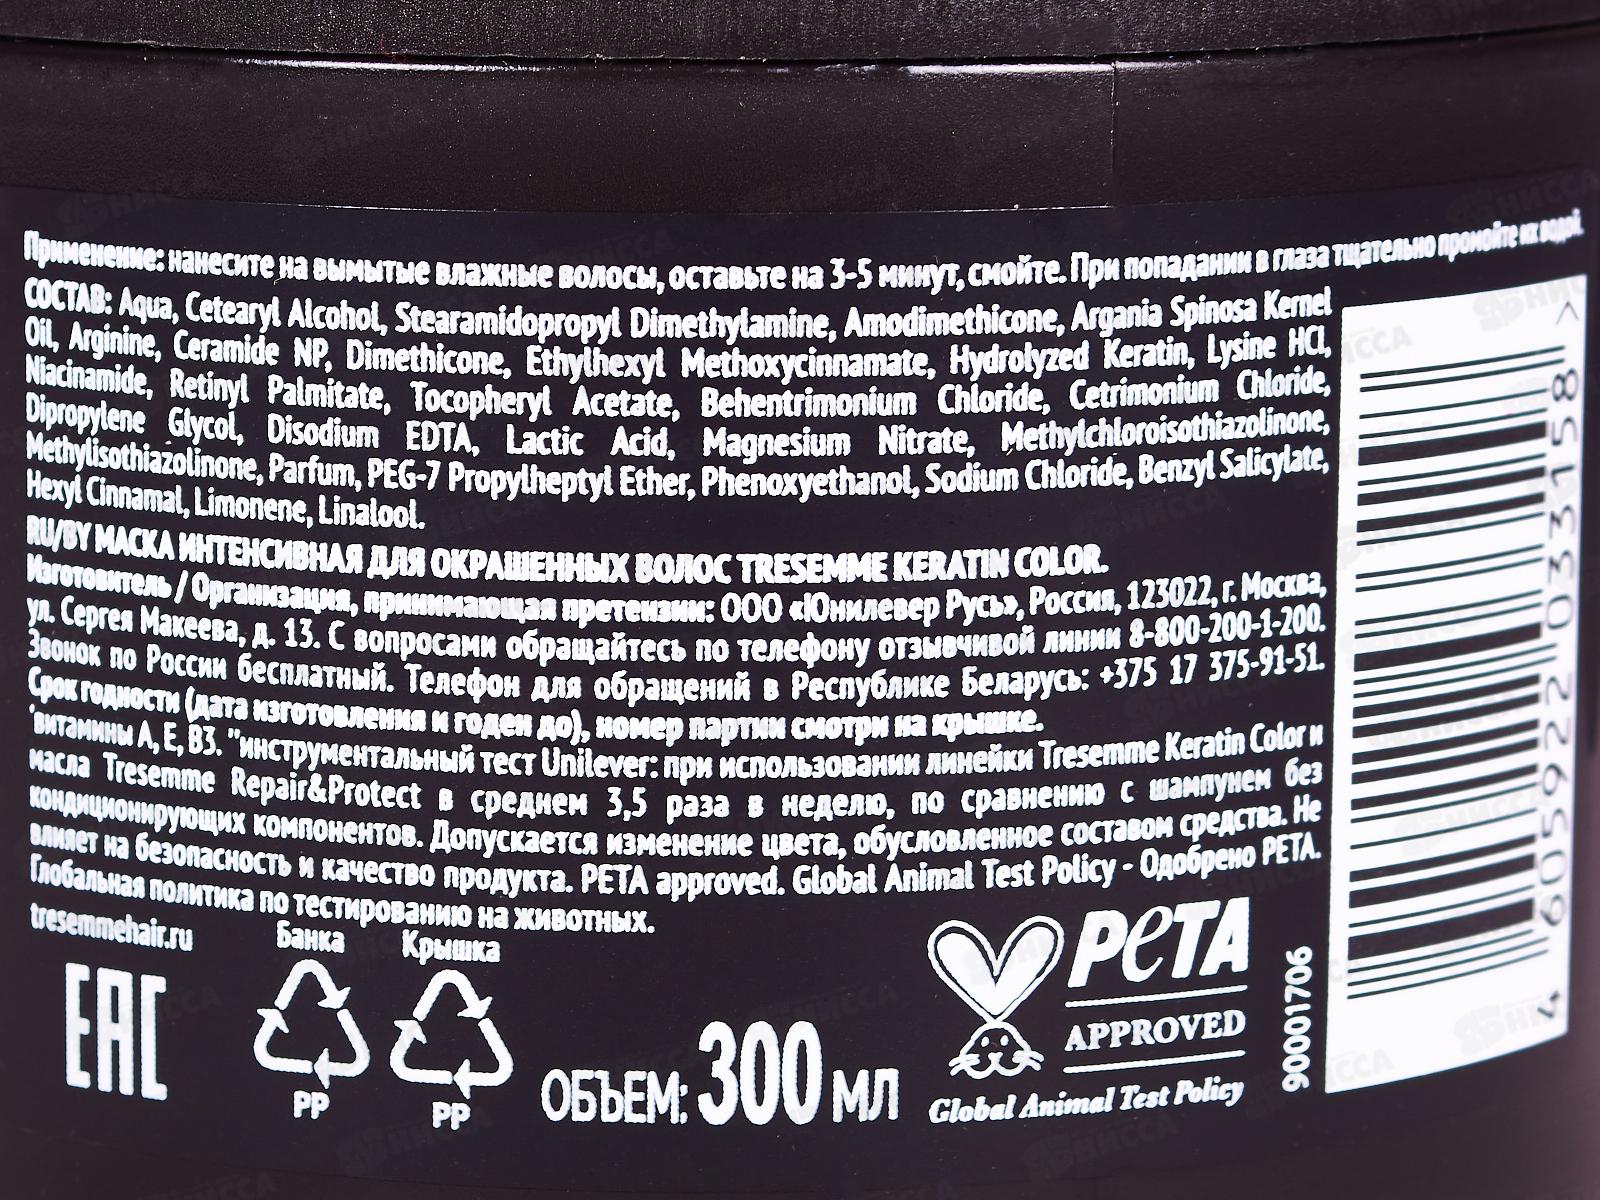 Применение: нанесите на вымытые влажные волосы, оставьте на 3-5 минут, смойте. При попадании в глаза тщательно промойте их водой.
СОСТАВ: Aqua, Cetearyl Alcohol, Stearamidopropyl Dimethylamine, Amodimethicone, Argania Spinosa Kernel
Oil, Arginine, Ceramide NP, Dimethicone, Ethylhexyl Methoxycinnamate, Hydrolyzed Keratin, Lysine HCl,
Niacinamide, Retinyl Palmitate, Tocopheryl Acetate, Behentrimonium Chloride, Cetrimonium Chloride,
Dipropylene Glycol, Disodium EDTA, Lactic Acid, Magnesium Nitrate, Methylchloroisothiazolinone,
Methylisothiazolinone, Parfum, PEG-7 Propylheptyl Ether, Phenoxyethanol, Sodium Chloride, Benzyl Salicylate,
Hexyl Cinnamal, Limonene, Linalool.
RU/BY МАСКА ИНТЕНСИВНАЯ ДЛЯ ОКРАШЕННЫХ ВОЛОС TRESEMME KERATIN COLOR.
Изготовитель / Организация, принимающая претензии: ООО «Юнилевер Русь», Россия, 123022, г. Москва,
ул. Сергея Макеева, д. 13. С вопросами обращайтесь по телефону отзывчивой линии 8-800-200-1-200.
Звонок по России бесплатный. Телефон для обращений в Республике Беларусь: +375 17 375-91-51.
Срок годности (дата изготовления и годен до), номер партии смотри на крышке.
*витамины A, E, B3. **инструментальный тест Unilever: при использовании линейки Tresemme Keratin Color и
масла Tresemme Repair&Protect в среднем 3,5 раза в неделю, по сравнению с шампунем без
кондиционирующих компонентов. Допускается изменение цвета, обусловленное составом средства. Не
влияет на безопасность и качество продукта. PETA approved. Global Animal Test Policy - Одобрено PETA.
Глобальная политика по тестированию на животных.
tresemmehair.ru
Банка
Крышка
EAC
PP
PP
ОБЪЕМ: 300 МЛ
PETA
APPROVED
Global Animal Test Policy
90001706
4 605922 033158 >
НИССА